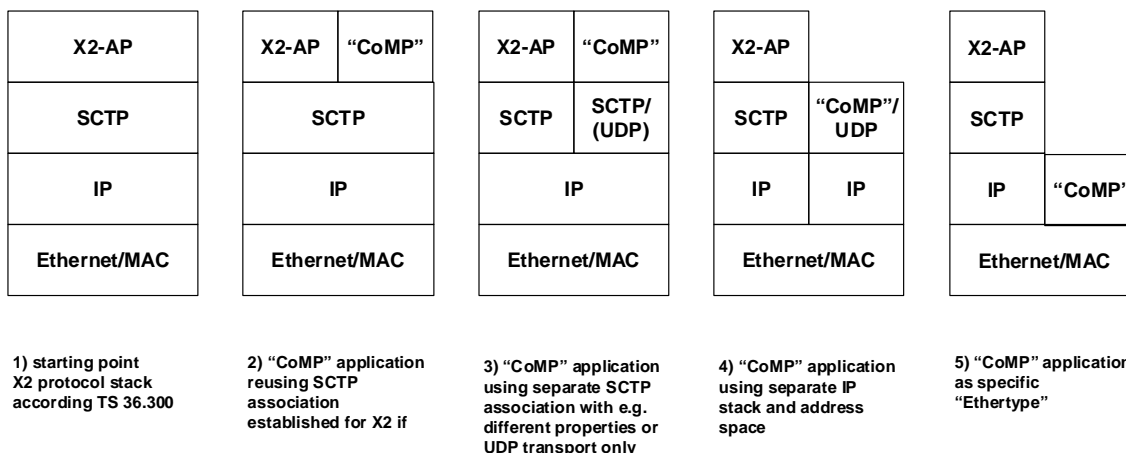 X2-AP
SCTP
IP
Ethernet/MAC
1) starting point
X2 protocol stack
according TS 36.300
X2-AP
“CoMP”
SCTP
IP
Ethernet/MAC
2) “CoMP” application
reusing SCTP
association
established for X2 if
X2-AP
“CoMP”
SCTP
SCTP/
(UDP)
IP
Ethernet/MAC
3) “CoMP” application
using separate SCTP
association with e.g.
different properties or
UDP transport only
X2-AP
SCTP
“CoMP”/
UDP
IP
IP
Ethernet/MAC
4) “CoMP” application
using separate IP
stack and address
space
X2-AP
SCTP
IP
“CoMP”
Ethernet/MAC
5) “CoMP” application
as specific
“Ethertype”